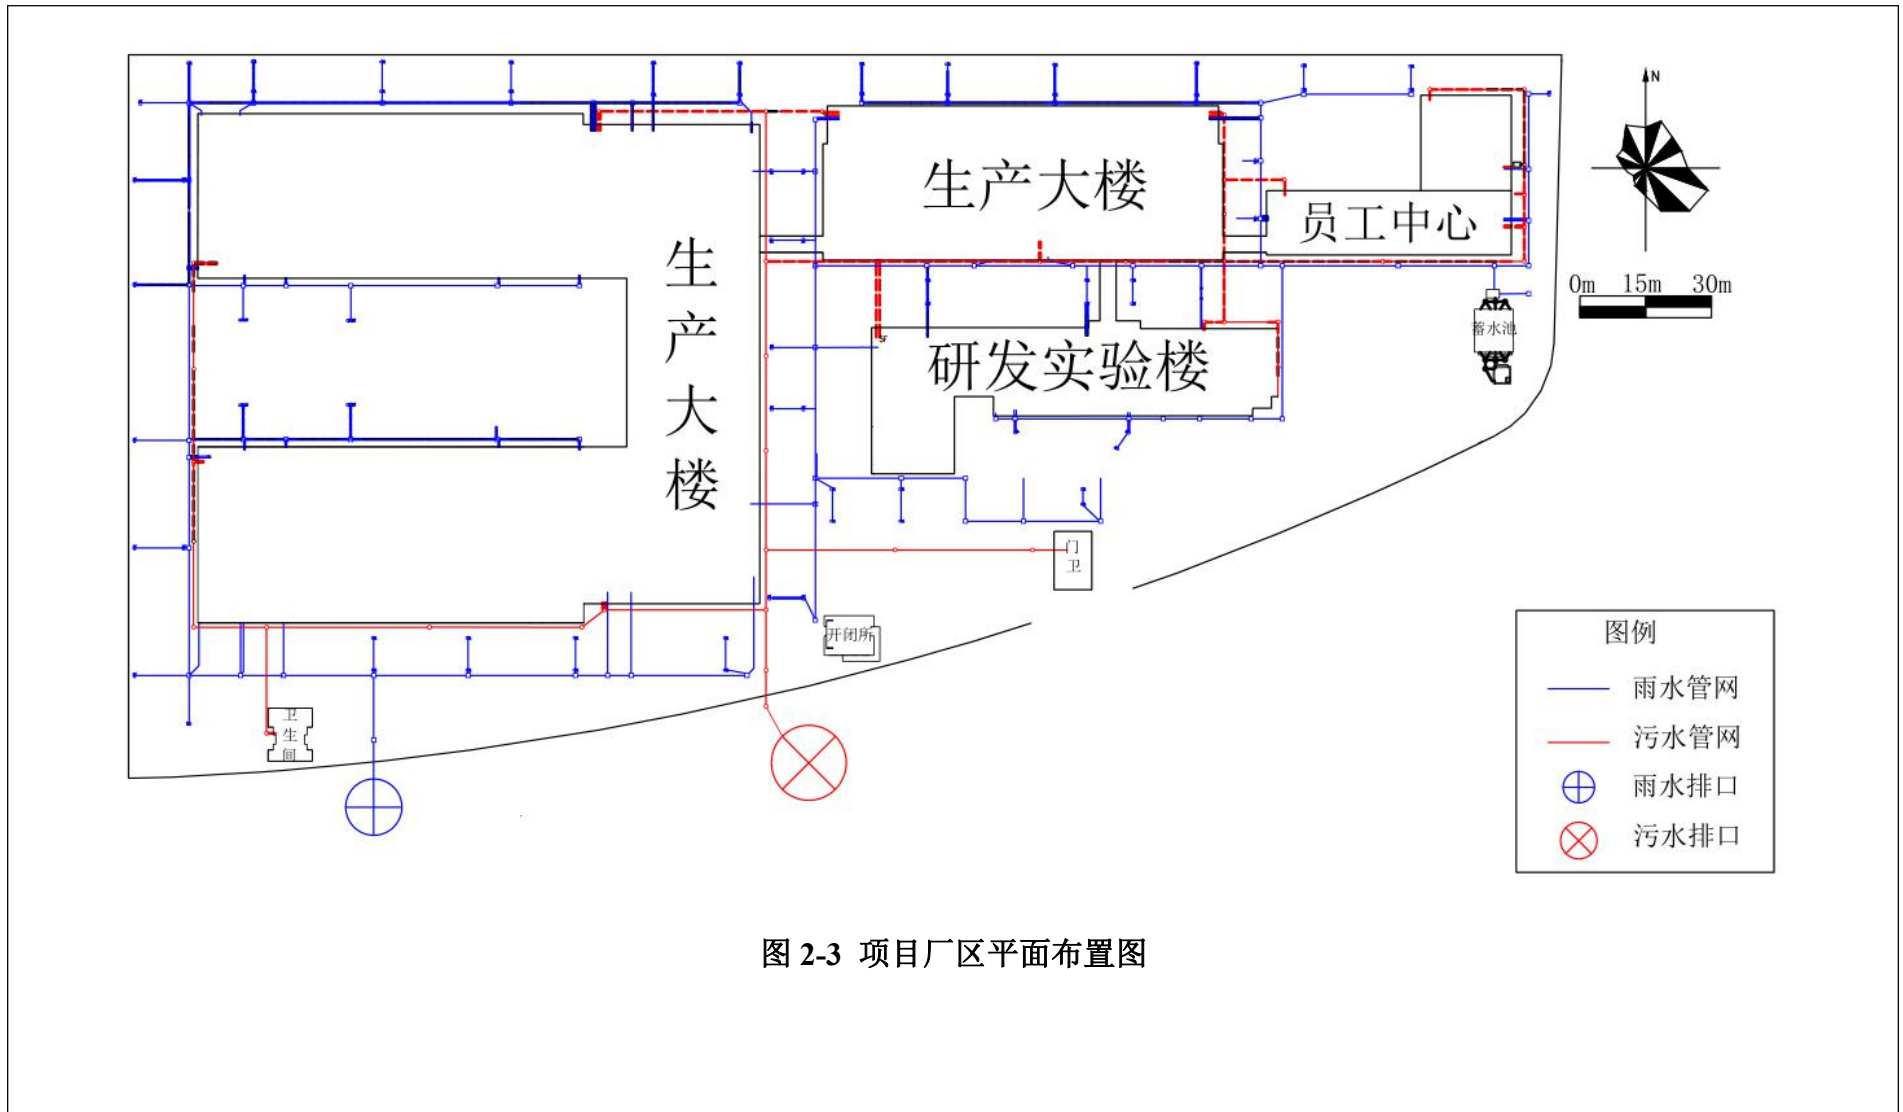 N
生产大楼
员工中心
0m 15m 30m
生
产
大
楼
蓄水池
SF
研发实验楼
门
卫
开闭所
卫
生
间
图例
雨水管网
污水管网
雨水排口
污水排口
图 2-3 项目厂区平面布置图